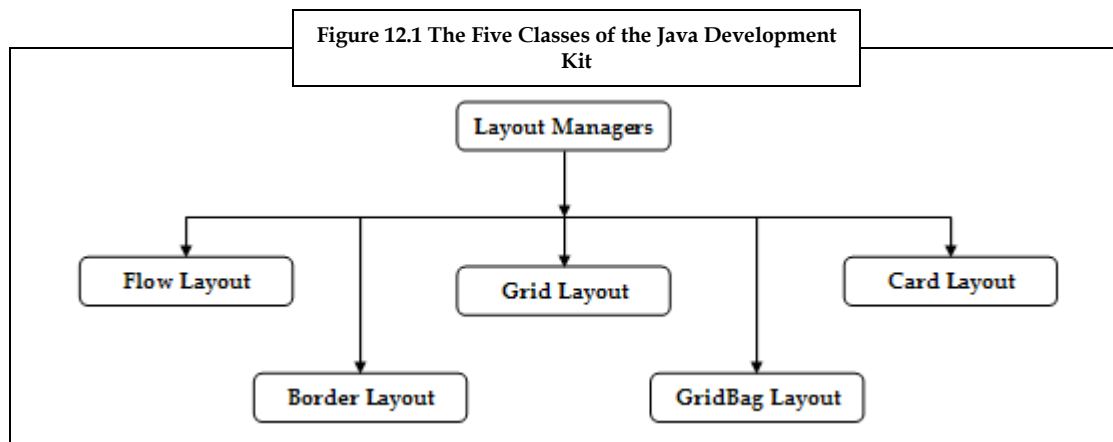 Figure 12.1 The Five Classes of the Java Development
Kit
Layout Managers
Flow Layout
Grid Layout
Card Layout
Border Layout
GridBag Layout